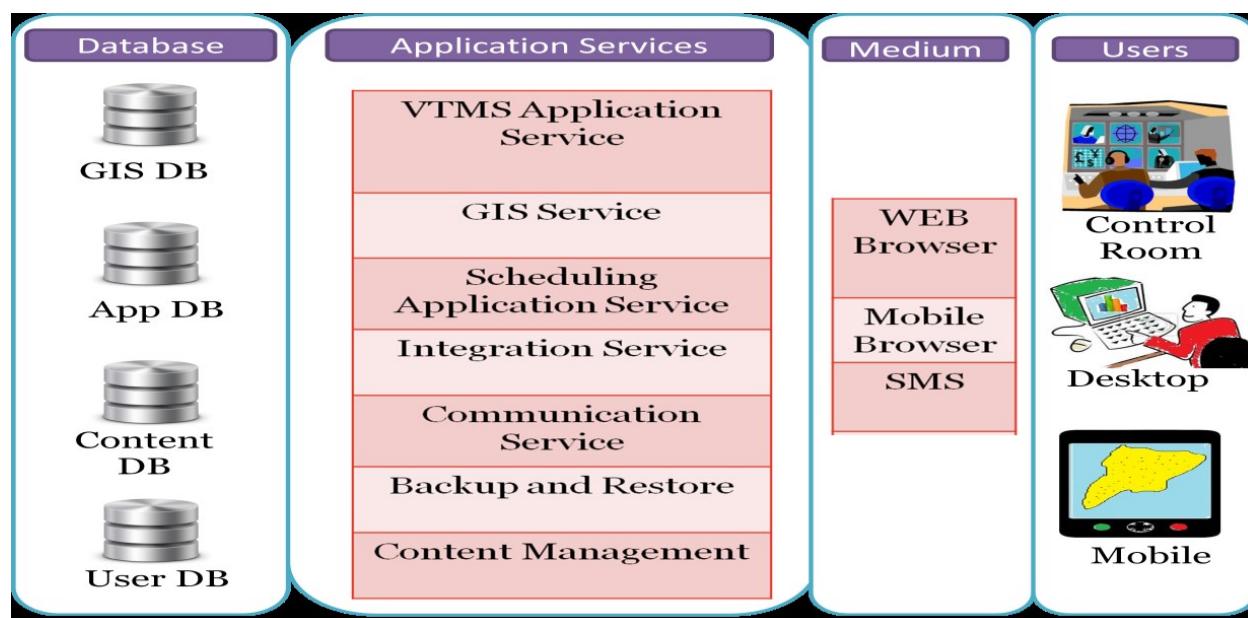 Database
GIS DB
App DB
Content
DB
User DB
Application Services
VTMS Application
Service
GIS Service
Scheduling
Application Service
Integration Service
Communication
Service
Backup and Restore
Content Management
Medium
WEB
Browser
Mobile
Browser
SMS
Users
Control
Room
Desktop
Mobile